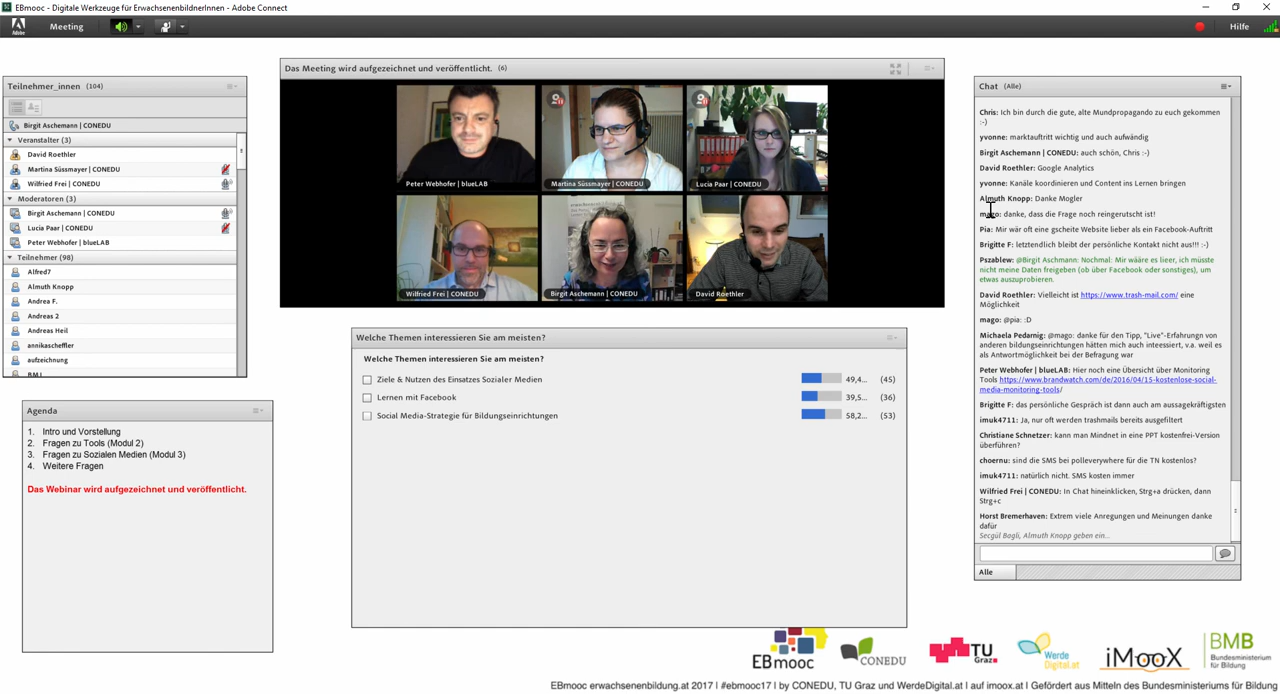 EBmooc - Digitale Werkzeuge für ErwachsenenbildnerInnen - Adobe Connect
Adobe
Meeting
Hilfe
Teilnehmer_innen (104)
Birgit Aschemann | CONEDU
Veranstalter (3)
David Roethler
Martina Süssmayer | CONEDU
Wilfried Frei | CONEDU
Moderatoren (3)
Birgit Aschemann | CONEDU
Lucia Paar | CONEDU
Peter Webhofer | blueLAB
Teilnehmer (98)
Alfred7
Almuth Knopp
Andrea F.
Andreas 2
Andreas Heil
annikascheffler
aufzeichnung
BMI
Agenda
1. Intro und Vorstellung
2. Fragen zu Tools (Modul 2)
3. Fragen zu Sozialen Medien (Modul 3)
4. Weitere Fragen
Das Webinar wird aufgezeichnet und veröffentlicht.
Das Meeting wird aufgezeichnet und veröffentlicht. (6)
Peter Webhofer | blueLAB
Martina Süssmayer | CONEDU
Lucia Paar | CONEDU
Wilfried Frei | CONEDU
Birgit Aschemann | CONEDU
David Roethler
Welche Themen interessieren Sie am meisten?
Welche Themen interessieren Sie am meisten?
Ziele & Nutzen des Einsatzes Sozialer Medien 49,4... (45)
Lernen mit Facebook 39,5... (36)
Social Media-Strategie für Bildungseinrichtungen 58,2... (53)
Chat (Alle)
Chris: Ich bin durch die gute, alte Mundpropagando zu euch gekommen
:-)
yvonne: marktauftritt wichtig und auch aufwändig
Birgit Aschemann | CONEDU: auch schön, Chris :-)
David Roethler: Google Analytics
yvonne: Kanäle koordinieren und Content ins Lernen bringen
Almuth Knopp: Danke Mogler
mago: danke, dass die Frage noch reingerutscht ist!
Pia: Mir wär oft eine gscheite Website lieber als ein Facebook-Auftritt
Brigitte F: letztendlich bleibt der persönliche Kontakt nicht aus!!! :-)
Pszablew: @Birgit Aschmann: Nochmal: Mir wääre es lieer, ich müsste
nicht meine Daten freigeben (ob über Facebook oder sonstiges), um
etwas auszuprobieren.
David Roethler: Vielleicht ist https://www.trash-mail.com/ eine
Möglichkeit
mago: @pia: :D
Michaela Pedarnig: @mago: danke für den Tipp, "Live"-Erfahrungn von
anderen bildungseinrichtungen hätten mich auch inteessiert, v.a. weil es
als Antwortmöglichkeit bei der Befragung war
Peter Webhofer | blueLAB: Hier noch eine Übersicht über Monitoring
Tools https://www.brandwatch.com/de/2016/04/15-kostenlose-social-
media-monitoring-tools/
Brigitte F: das persönliche Gespräch ist dann auch am aussagekräftigsten
imuk4711: Ja, nur oft werden trashmails bereits ausgefiltert
Christiane Schnetzer: kann man Mindnet in eine PPT kostenfrei-Version
überführen?
choernu: sind die SMS bei polleverywhere für die TN kostenlos?
imuk4711: natürlich nicht. SMS kosten immer
Wilfried Frei | CONEDU: In Chat hineinklicken, Strg+a drücken, dann
Strg+c
Horst Bremerhaven: Extrem viele Anregungen und Meinungen danke
dafür
Secgül Bagli, Almuth Knopp geben ein...
Alle
EBmooc
CONEDU
TU
Graz
Werde
Digital.at
iMooX
BMB
Bundesministerium
für Bildung
EBmooc erwachsenenbildung.at 2017 | #ebmooc17 | by CONEDU, TU Graz und WerdeDigital.at | auf imoox.at | Gefördert aus Mitteln des Bundesministeriums für Bildung